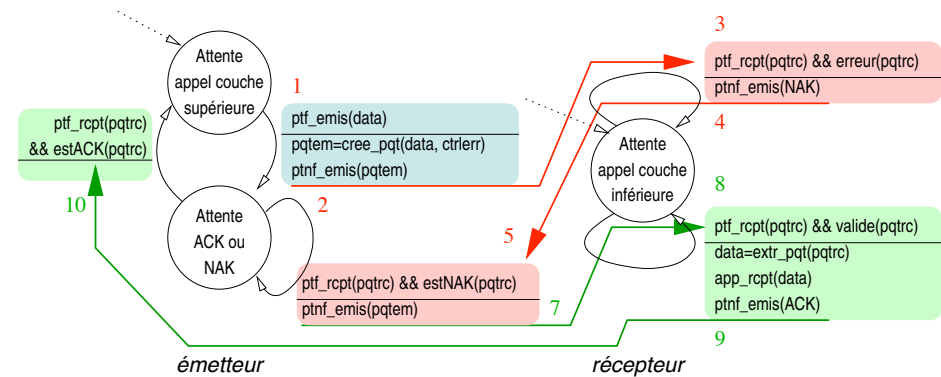 Attente
appel couche
supérieure
1
ptf_emis(data)
pqtem=cree_pqt(data, ctrlerr)
ptnf_emis(pqtem)
ptf_rcpt(pqtrc)
&& estACK(pqtrc)
10
Attente
ACK ou
NAK
2
5
ptf_rcpt(pqtrc) && estNAK(pqtrc)
ptnf_emis(pqtem)
7
émetteur
3
ptf_rcpt(pqtrc) && erreur(pqtrc)
ptnf_emis(NAK)
4
Attente
appel couche
inférieure
8
ptf_rcpt(pqtrc) && valide(pqtrc)
data=extr_pqt(pqtrc)
app_rcpt(data)
ptnf_emis(ACK)
9
récepteur